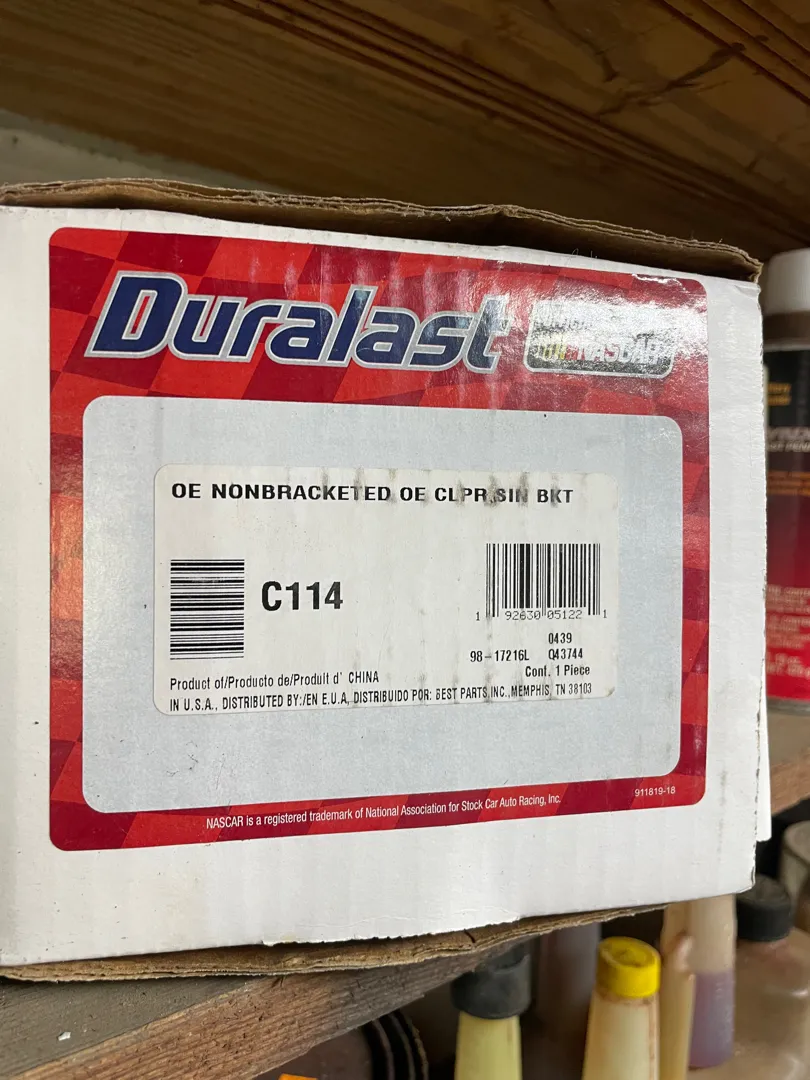 Duralast
NASCAR
OE NONBRACKETED OE CLPR,SIN BKT
C114
1 92630 05122 1
0439
98-17216L 043744
Cont. 1 Piece
Product of/Producto de/Produit d' CHINA
IN U.S.A., DISTRIBUTED BY:/EN E.U.A, DISTRIBUIDO POR: BEST PARTS, INC., MEMPHIS, TN 38103
NASCAR is a registered trademark of National Association for Stock Car Auto Racing, Inc.
911819-18